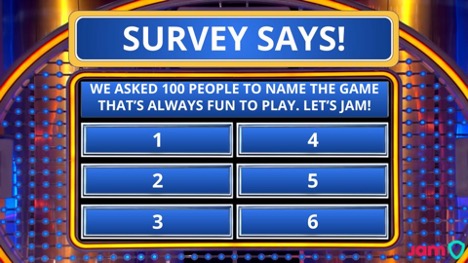 SURVEY SAYS!
WE ASKED 100 PEOPLE TO NAME THE GAME
THAT'S ALWAYS FUN TO PLAY. LET'S JAM!
1
4
2
5
3
6
jam